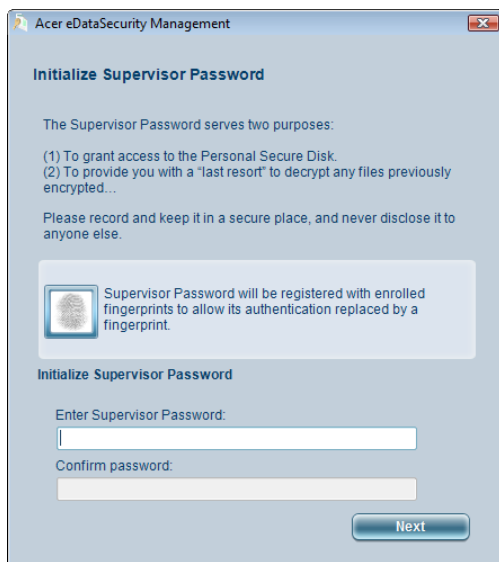 Acer eDataSecurity Management
Initialize Supervisor Password
The Supervisor Password serves two purposes:
(1) To grant access to the Personal Secure Disk.
(2) To provide you with a “last resort” to decrypt any files previously
encrypted...
Please record and keep it in a secure place, and never disclose it to
anyone else.
Supervisor Password will be registered with enrolled
fingerprints to allow its authentication replaced by a
fingerprint.
Initialize Supervisor Password
Enter Supervisor Password:
Confirm password:
Next